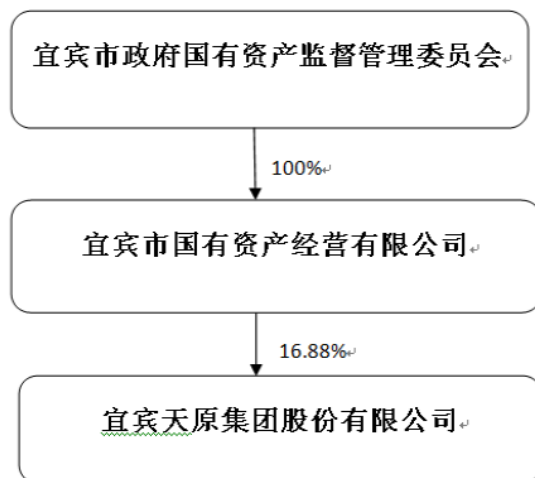 宜宾市政府国有资产监督管理委员会
100%
宜宾市国有资产经营有限公司
16.88%
宜宾天原集团股份有限公司